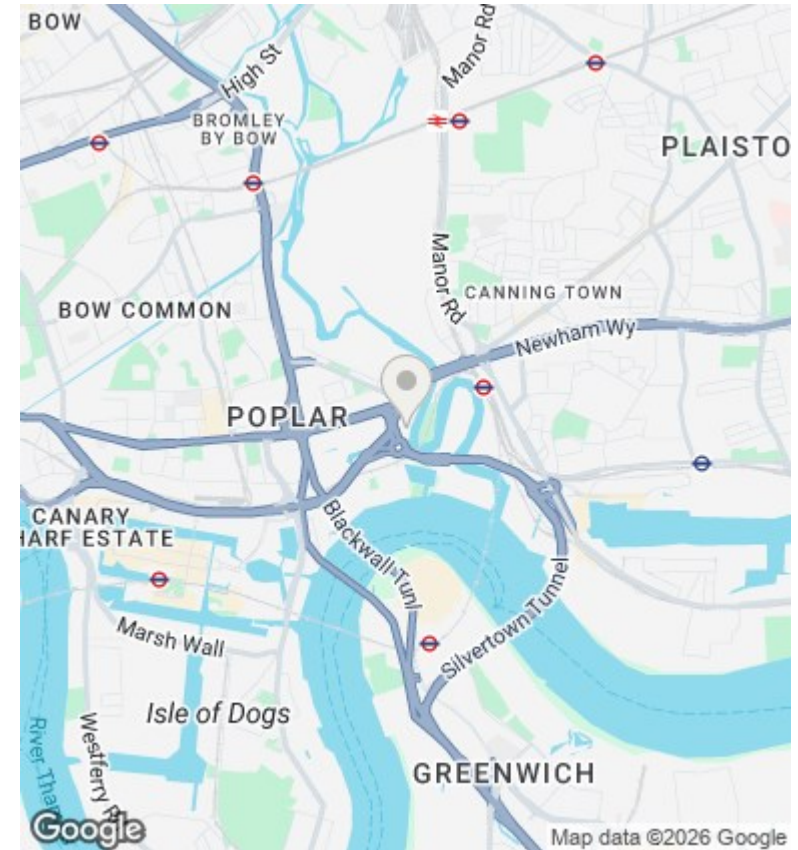 BOW
High St
Manor Rd
BROMLEY
BY BOW
PLAISTO
Manor Rd
CANNING TOWN
BOW COMMON
Newham Wy
POPLAR
CANARY
HARF ESTATE
Blackwall Tunl
Silvertown Tunnel
Marsh Wall
Isle of Dogs
River Tham
Westferry R
GREENWICH
Google
Map data ©2026 Google